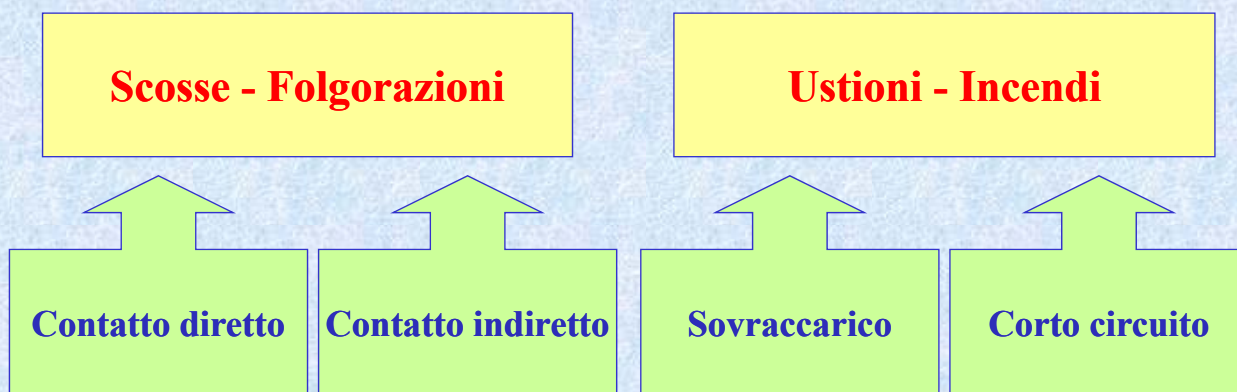 Scosse - Folgorazioni
Ustioni - Incendi
Contatto diretto
Contatto indiretto
Sovraccarico
Corto circuito